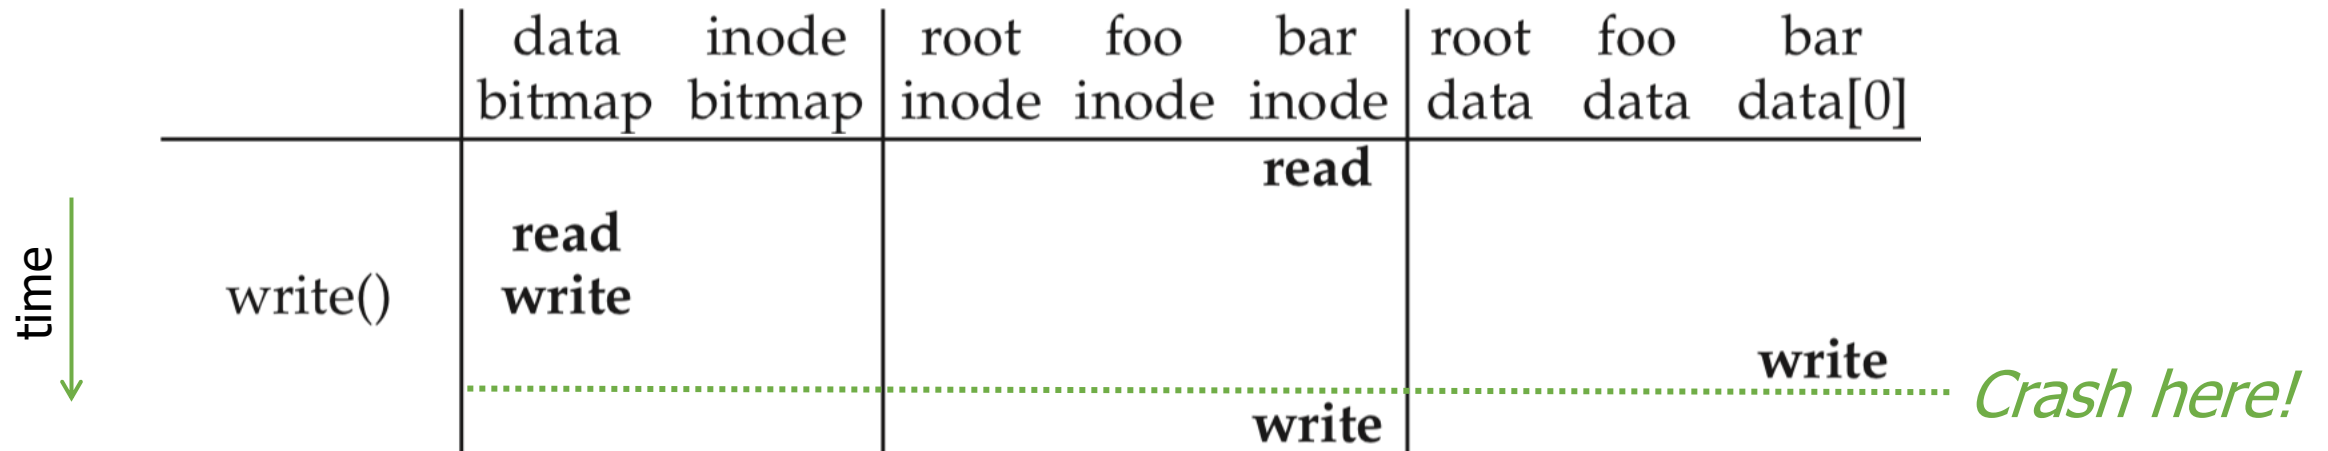 data inode root foo bar root foo bar
bitmap bitmap inode inode inode data data data[0]
read
read
time write() write
write Crash here!
write